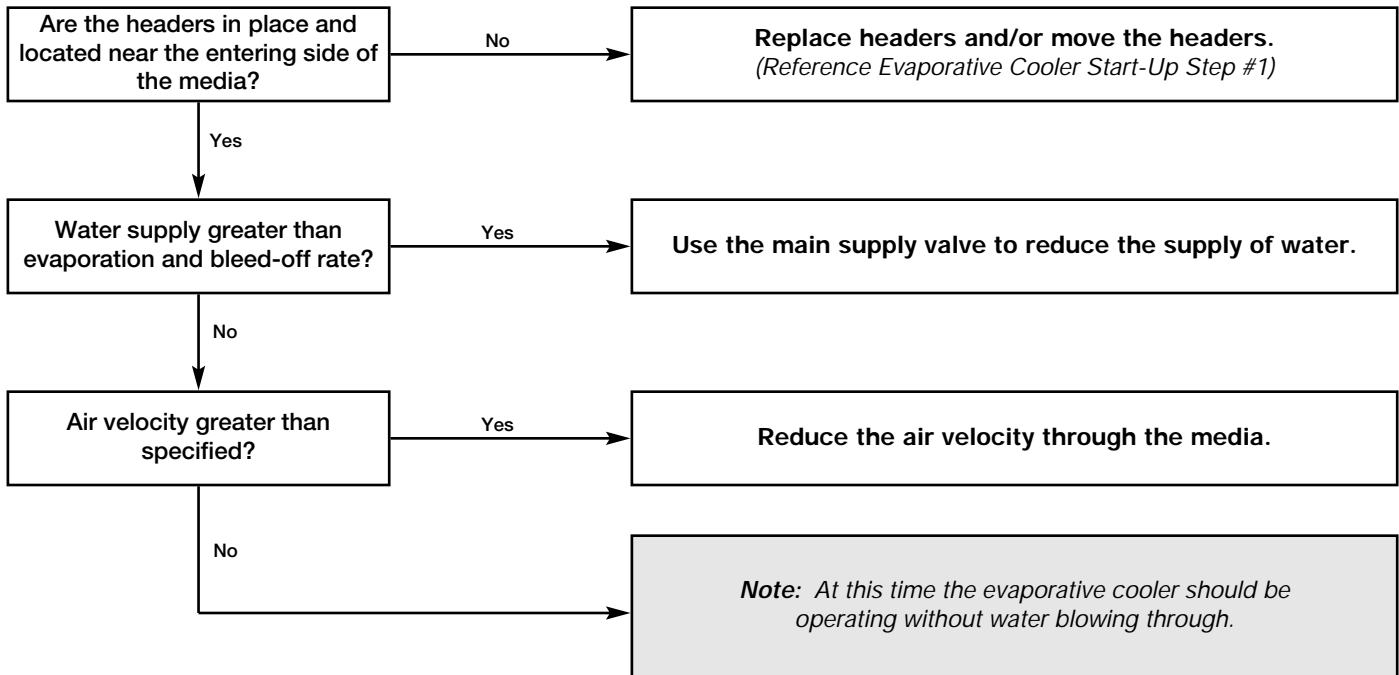 Are the headers in place and
located near the entering side of
the media?
No
Replace headers and/or move the headers.
(Reference Evaporative Cooler Start-Up Step #1)
Yes
Water supply greater than
evaporation and bleed-off rate?
Yes
Use the main supply valve to reduce the supply of water.
No
Air velocity greater than
specified?
Yes
Reduce the air velocity through the media.
No
Note: At this time the evaporative cooler should be
operating without water blowing through.